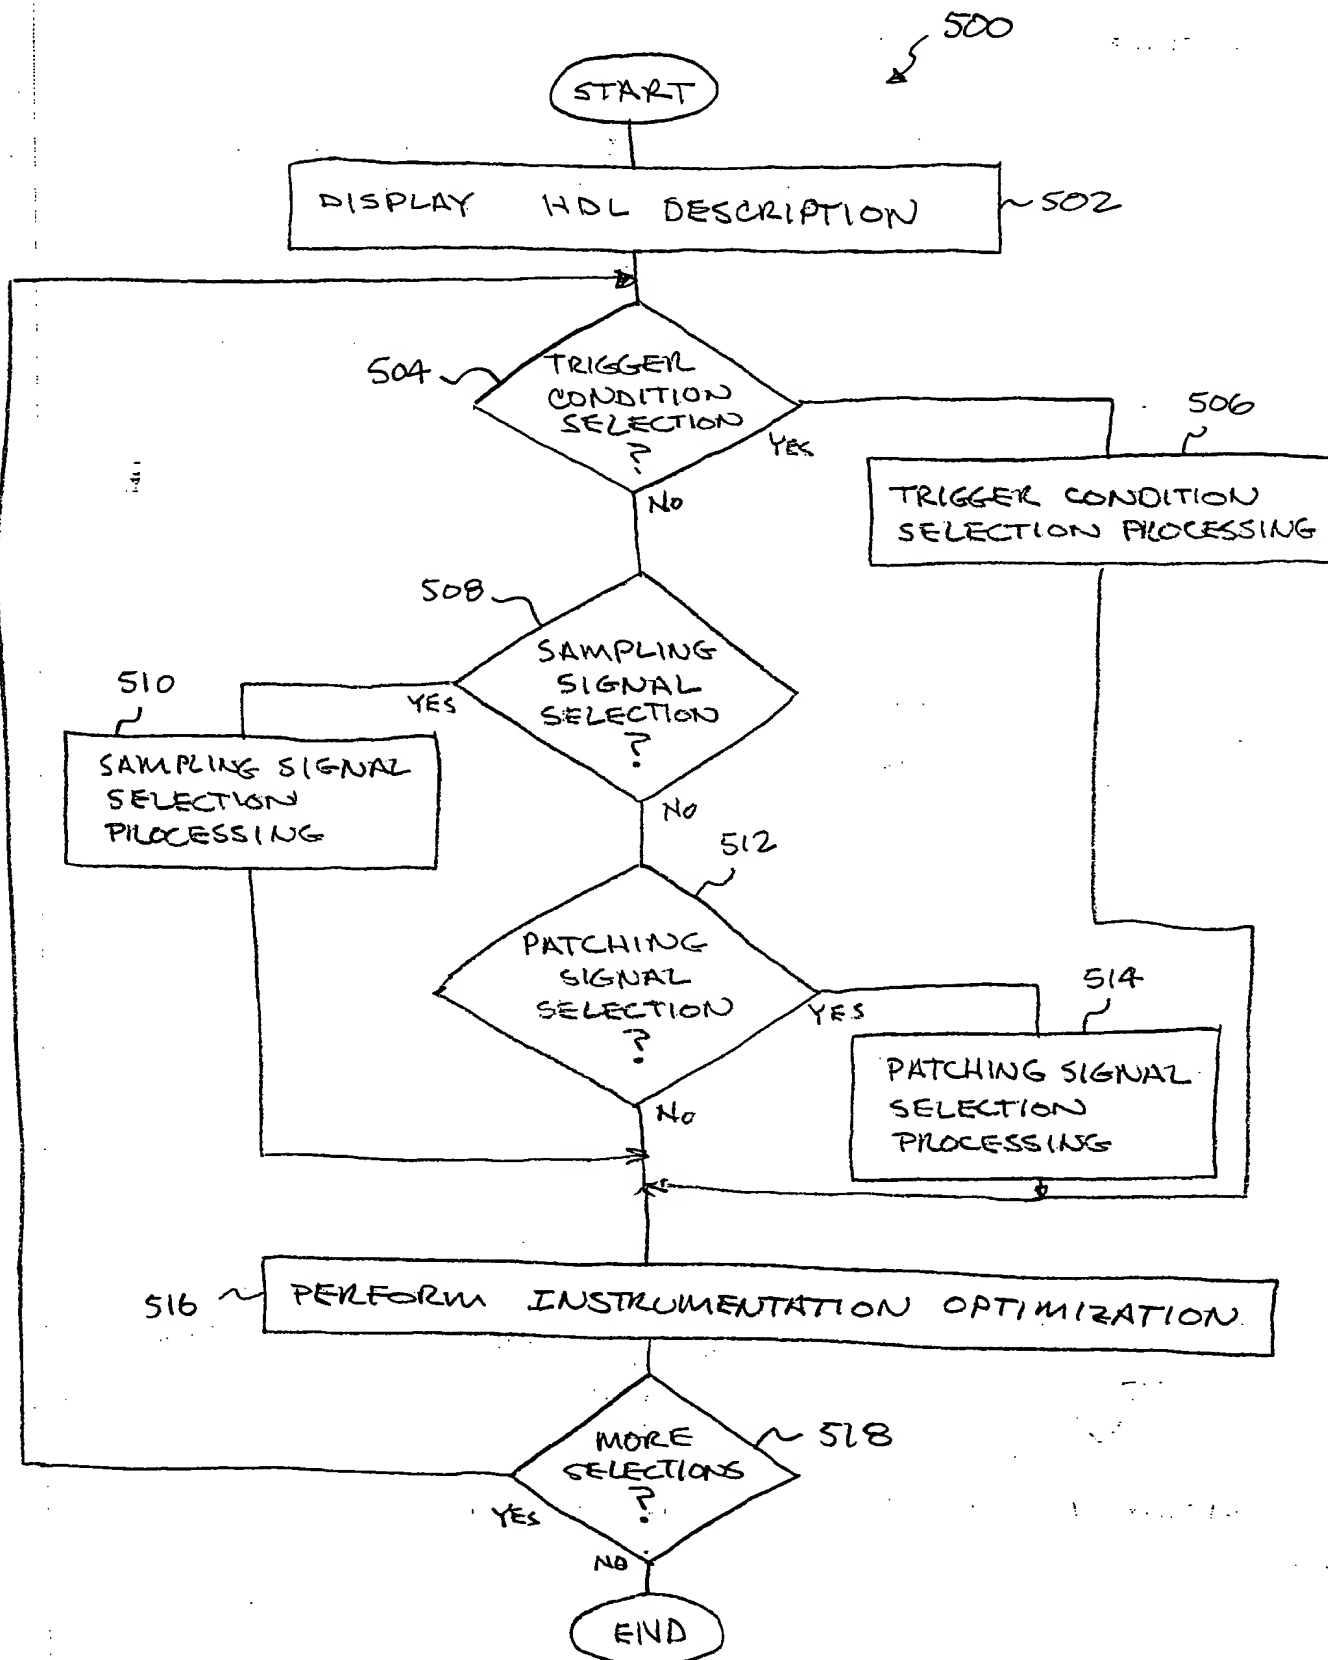 500
START
DISPLAY HDL DESCRIPTION
502
504
TRIGGER
CONDITION
SELECTION
?
YES
NO
506
TRIGGER CONDITION
SELECTION PROCESSING
508
SAMPLING
SIGNAL
SELECTION
?
YES
NO
510
SAMPLING SIGNAL
SELECTION
PROCESSING
512
PATCHING
SIGNAL
SELECTION
?
YES
NO
514
PATCHING SIGNAL
SELECTION
PROCESSING
516
PERFORM INSTRUMENTATION OPTIMIZATION
518
MORE
SELECTIONS
?
YES
NO
END